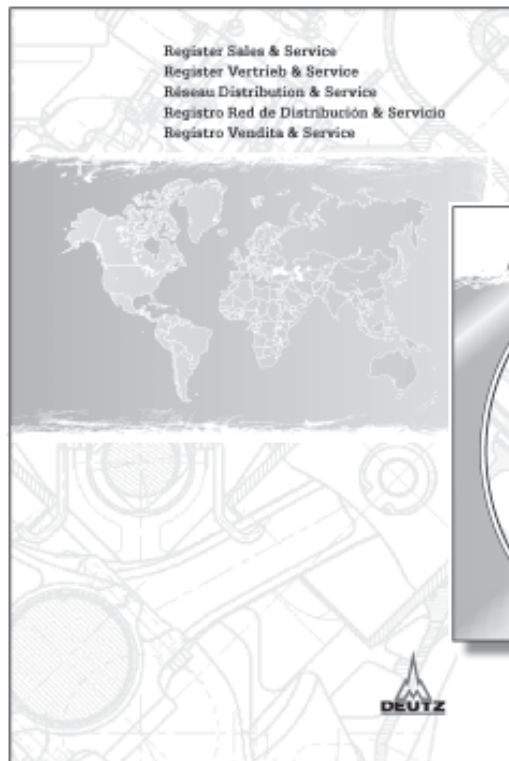 Register Sales & Service
Register Vertrieb & Service
Réseau Distribution & Service
Registro Red de Distribución & Servicio
Registro Vendita & Service
DEUTZ